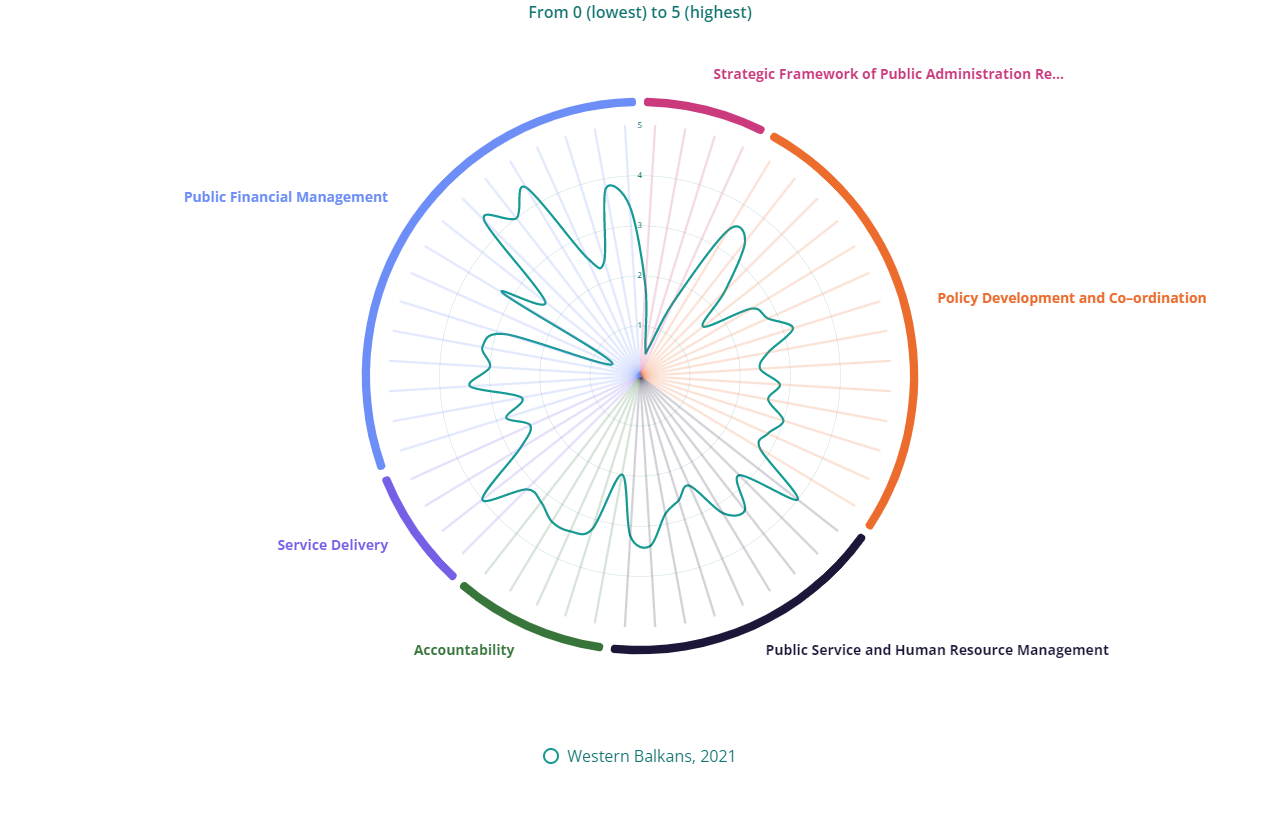 From 0 (lowest) to 5 (highest)
Strategic Framework of Public Administration Re...
5
4
Public Financial Management
3
2
Policy Development and Co–ordination
1
Service Delivery
Accountability
Public Service and Human Resource Management
Western Balkans, 2021